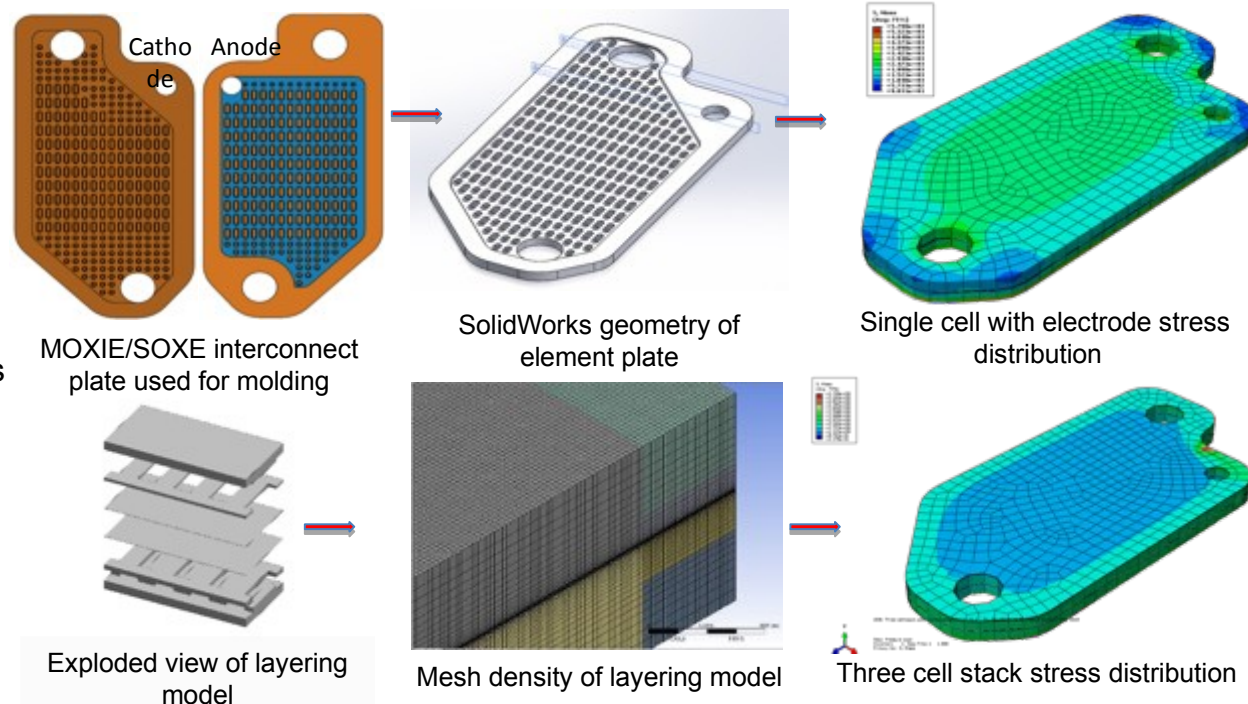 Catho
de
Anode
MOXIE/SOXE interconnect
plate used for molding
SolidWorks geometry of
element plate
Single cell with electrode stress
distribution
s
Exploded view of layering
model
Mesh density of layering model
Three cell stack stress distribution